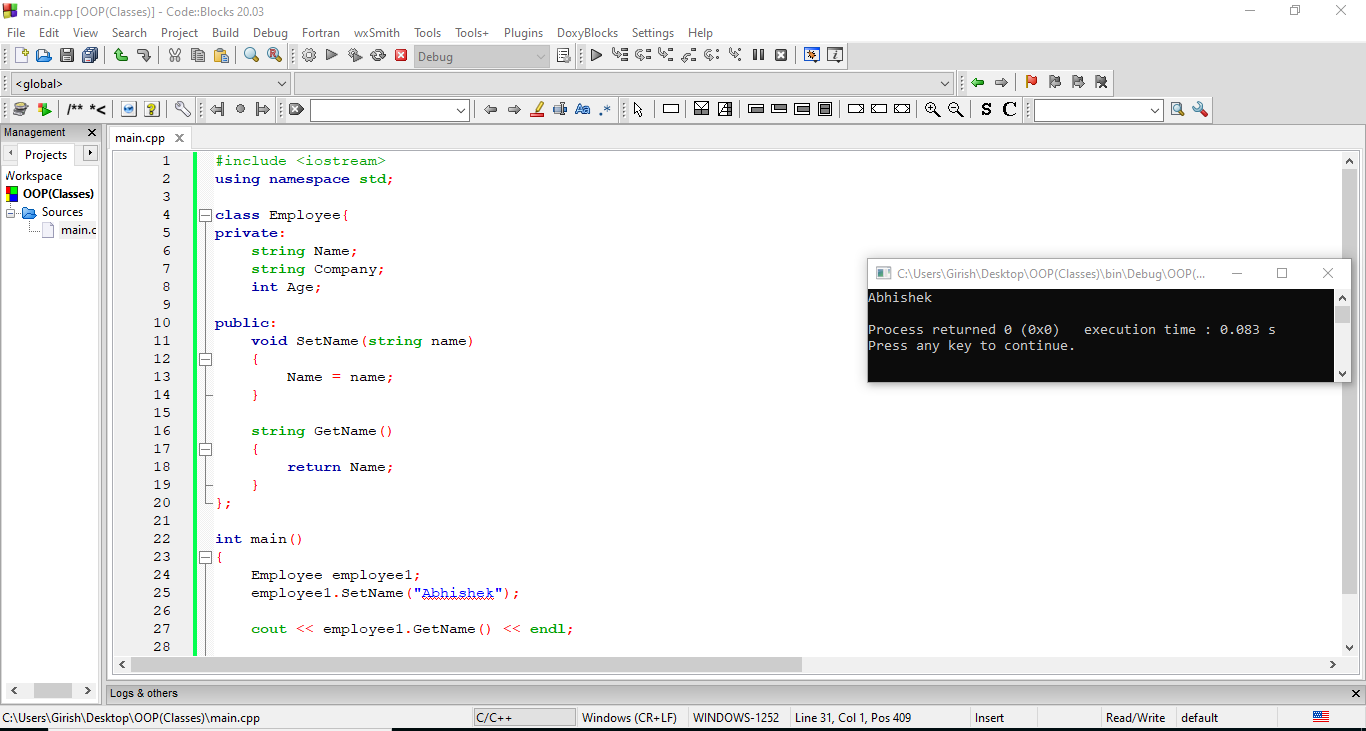 main.cpp [OOP(Classes)] - Code::Blocks 20.03
File Edit View Search Project Build Debug Fortran wxSmith Tools Tools+ Plugins DoxyBlocks Settings Help
Debug
<global>
/** *<
Aa .*
S C
Management
main.cpp
Projects
Workspace
OOP(Classes)
Sources
main.c
1 #include <iostream>
2 using namespace std;
3
4 class Employee{
5 private:
6 string Name;
7 string Company;
8 int Age;
9
10 public:
11 void SetName(string name)
12 {
13 Name = name;
14 }
15
16 string GetName()
17 {
18 return Name;
19 }
20 };
21
22 int main()
23 {
24 Employee employee1;
25 employee1.SetName("Abhishek");
26
27 cout << employee1.GetName() << endl;
28
C:\Users\Girish\Desktop\OOP(Classes)\bin\Debug\OOP(...
Abhishek
Process returned 0 (0x0) execution time : 0.083 s
Press any key to continue.
Logs & others
C:\Users\Girish\Desktop\OOP(Classes)\main.cpp C/C++ Windows (CR+LF) WINDOWS-1252 Line 31, Col 1, Pos 409 Insert Read/Write default